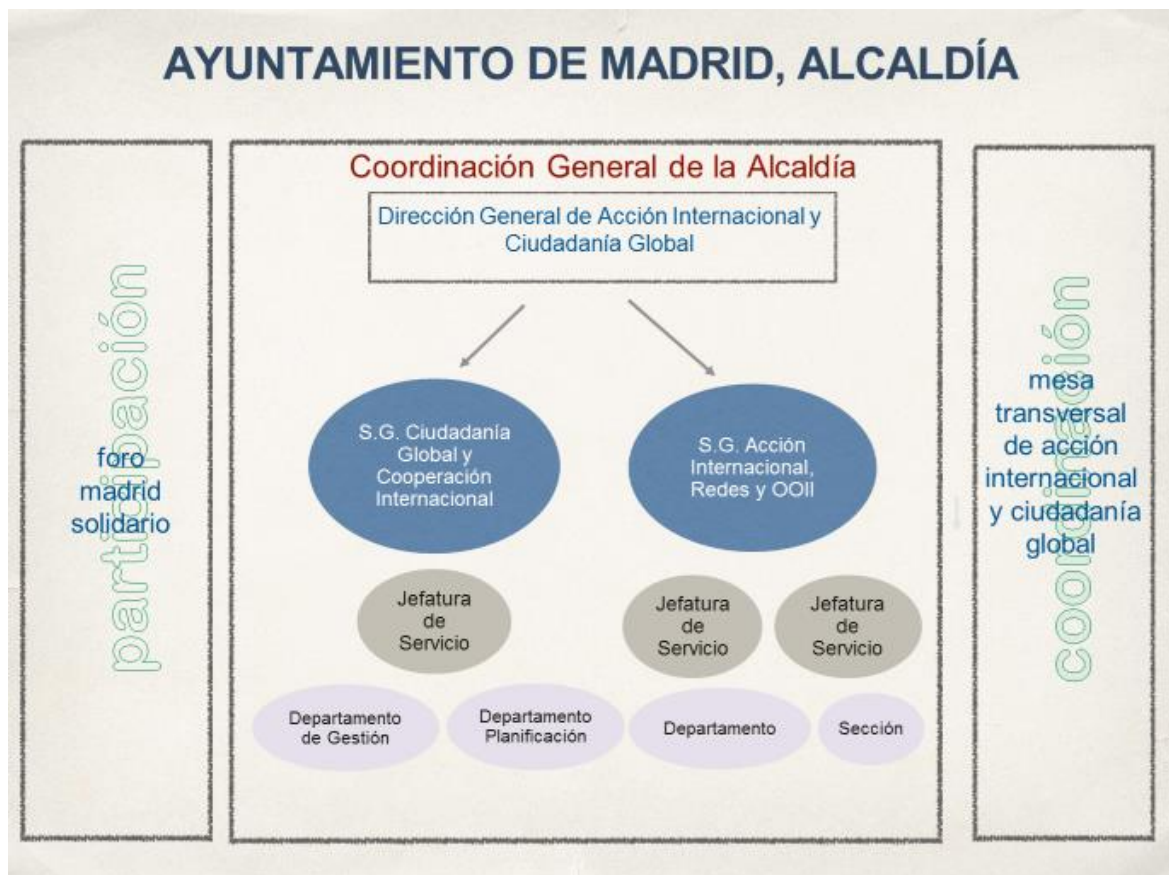 AYUNTAMIENTO DE MADRID, ALCALDÍA
participación
foro
madrid
solidario
Coordinación General de la Alcaldía
Dirección General de Acción Internacional y
Ciudadanía Global
S.G. Ciudadanía
Global y
Cooperación
Internacional
S.G. Acción
Internacional,
Redes y OOII
Jefatura
de
Servicio
Jefatura
de
Servicio
Jefatura
de
Servicio
Departamento
de Gestión
Departamento
Planificación
Departamento
Sección
coordinación
mesa
transversal
de acción
internacional
y ciudadanía
global